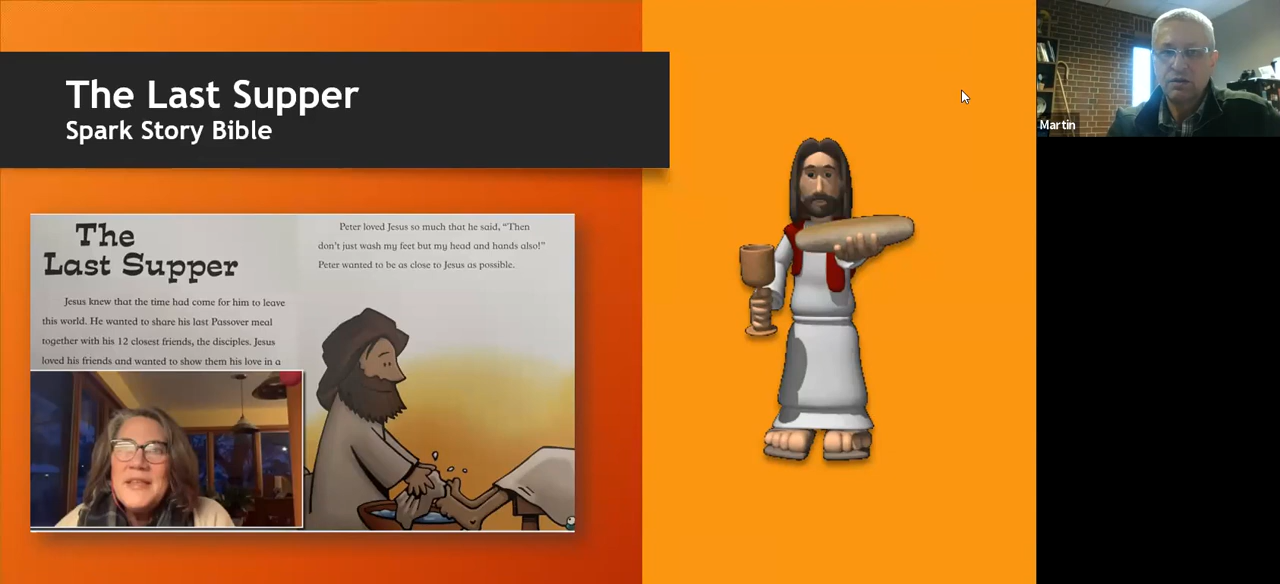 The Last Supper
Spark Story Bible
The
Last Supper
Jesus knew that the time had come for him to leave
this world. He wanted to share his last Passover meal
together with his 12 closest friends, the disciples. Jesus
loved his friends and wanted to show them his love in a
Peter loved Jesus so much that he said, “Then
don’t just wash my feet but my head and hands also!”
Peter wanted to be as close to Jesus as possible.
Martin